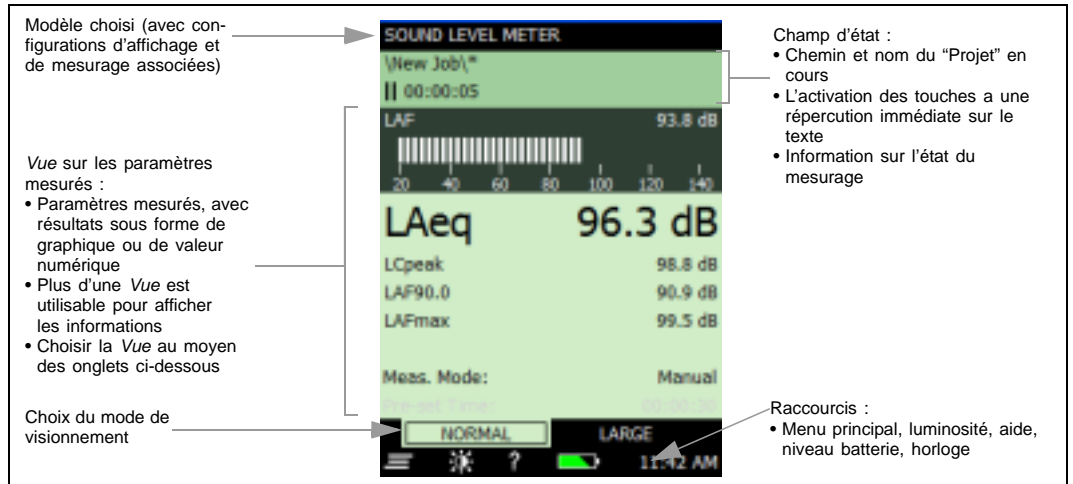 Modèle choisi (avec con-
figurations d'affichage et
de mesurage associées)
Vue sur les paramètres
mesurés :
• Paramètres mesurés, avec
résultats sous forme de
graphique ou de valeur
numérique
• Plus d'une Vue est
utilisable pour afficher
les informations
• Choisir la Vue au moyen
des onglets ci-dessous
Choix du mode de
visionnement
SOUND LEVEL METER
\New Job\*
00:00:05
LAF 93.8 dB
20 40 60 80 100 120 140
LAeq 96.3 dB
LCpeak 98.8 dB
LAF90.0 90.9 dB
LAFmax 99.5 dB
Meas. Mode: Manual
Pre-set Time: 00:00:30
NORMAL LARGE
? 11:42 AM
Champ d'état :
• Chemin et nom du “Projet” en
cours
• L'activation des touches a une
répercution immédiate sur le
texte
• Information sur l'état du
mesurage
Raccourcis :
• Menu principal, luminosité, aide,
niveau batterie, horloge